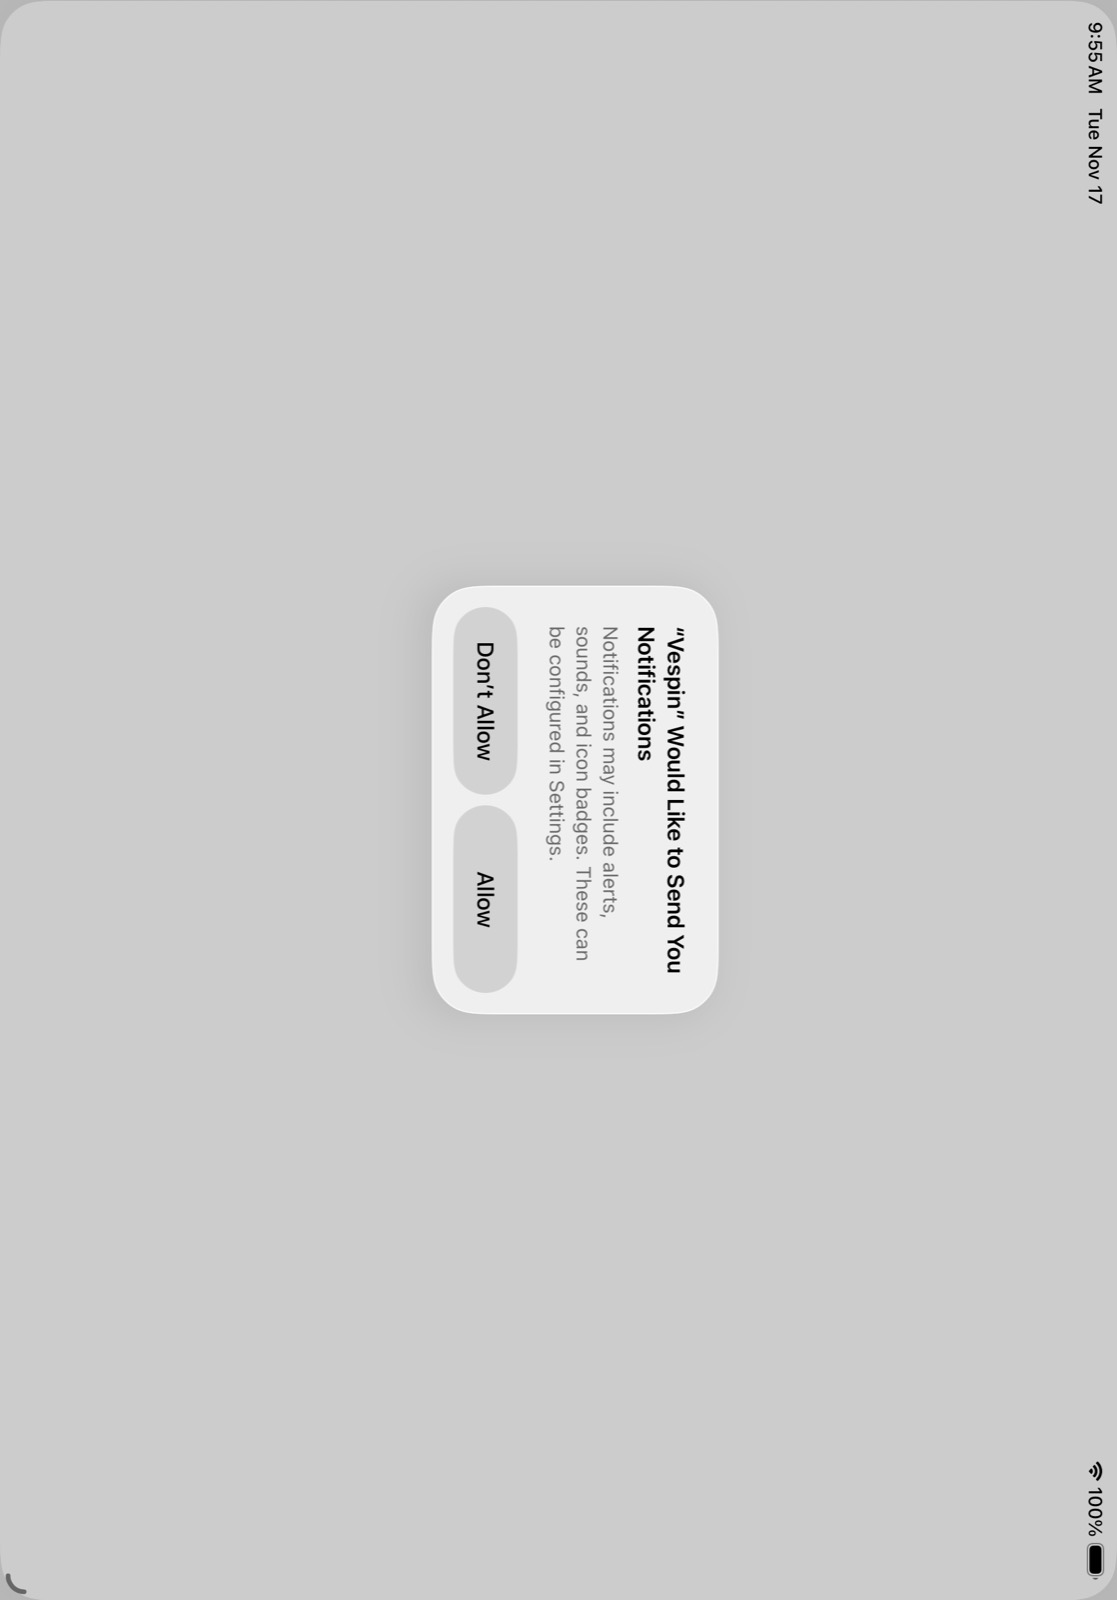 9:55 AM Tue Nov 17
100%
“Vespin” Would Like to Send You
Notifications
Notifications may include alerts,
sounds, and icon badges. These can
be configured in Settings.
Don’t Allow
Allow